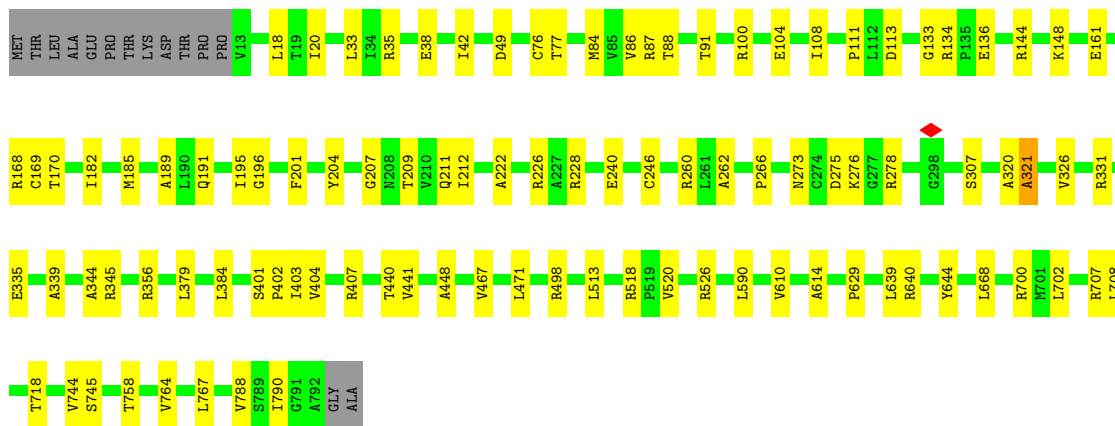 MET THR LEU ALA GLU PRO PRO THR LYS ASP THR PRO PRO V13 L18 T19 I20 L33 I34 R35 E38 I42 D49 C76 T77 M84 V85 V86 R87 T88 T91 R100 E104 I108 P111 L112 D113 G133 R134 P135 E136 R144 K148 E161
R168 C169 T170 I182 M185 A189 L190 Q191 I195 G196 F201 Y204 G207 N208 T209 V210 Q211 I212 A222 R226 A227 R228 E240 C246 R260 L261 A262 P266 N273 C274 D275 K276 G277 R278 G298 S307 A320 A321 V326 R331
E335 A339 A344 R345 R356 L379 L384 S401 P402 I403 V404 R407 T440 V441 A448 V467 L471 R498 L513 R518 P519 V520 R526 L590 V610 A614 P629 L639 R640 Y644 L668 R700 M701 L702 R707 L708
T718 V744 S745 T758 V764 L767 V788 S789 I790 G791 A792 GLY ALA